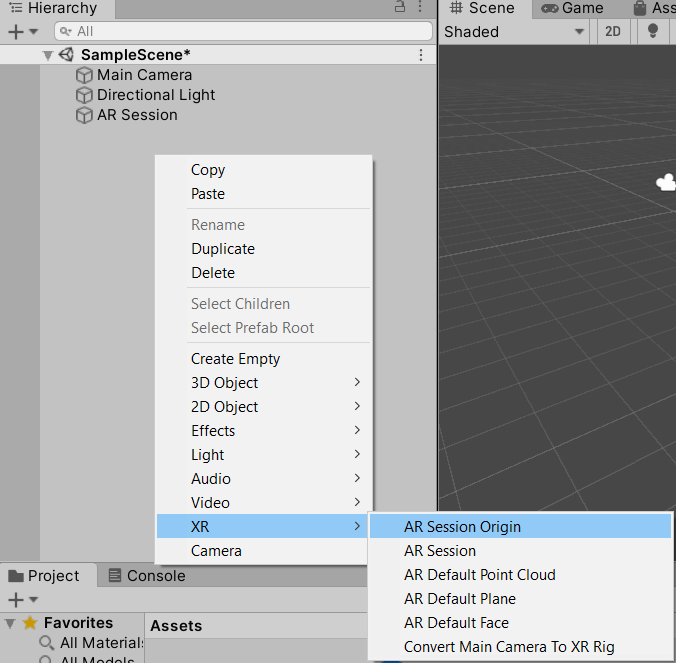 Hierarchy
Scene
Game
Ass
All
Shaded
2D
SampleScene*
Main Camera
Directional Light
AR Session
Copy
Paste
Rename
Duplicate
Delete
Select Children
Select Prefab Root
Create Empty
3D Object
2D Object
Effects
Light
Audio
Video
XR
Camera
AR Session Origin
AR Session
AR Default Point Cloud
AR Default Plane
AR Default Face
Convert Main Camera To XR Rig
Project
Console
Favorites
Assets
All Materials
All Models